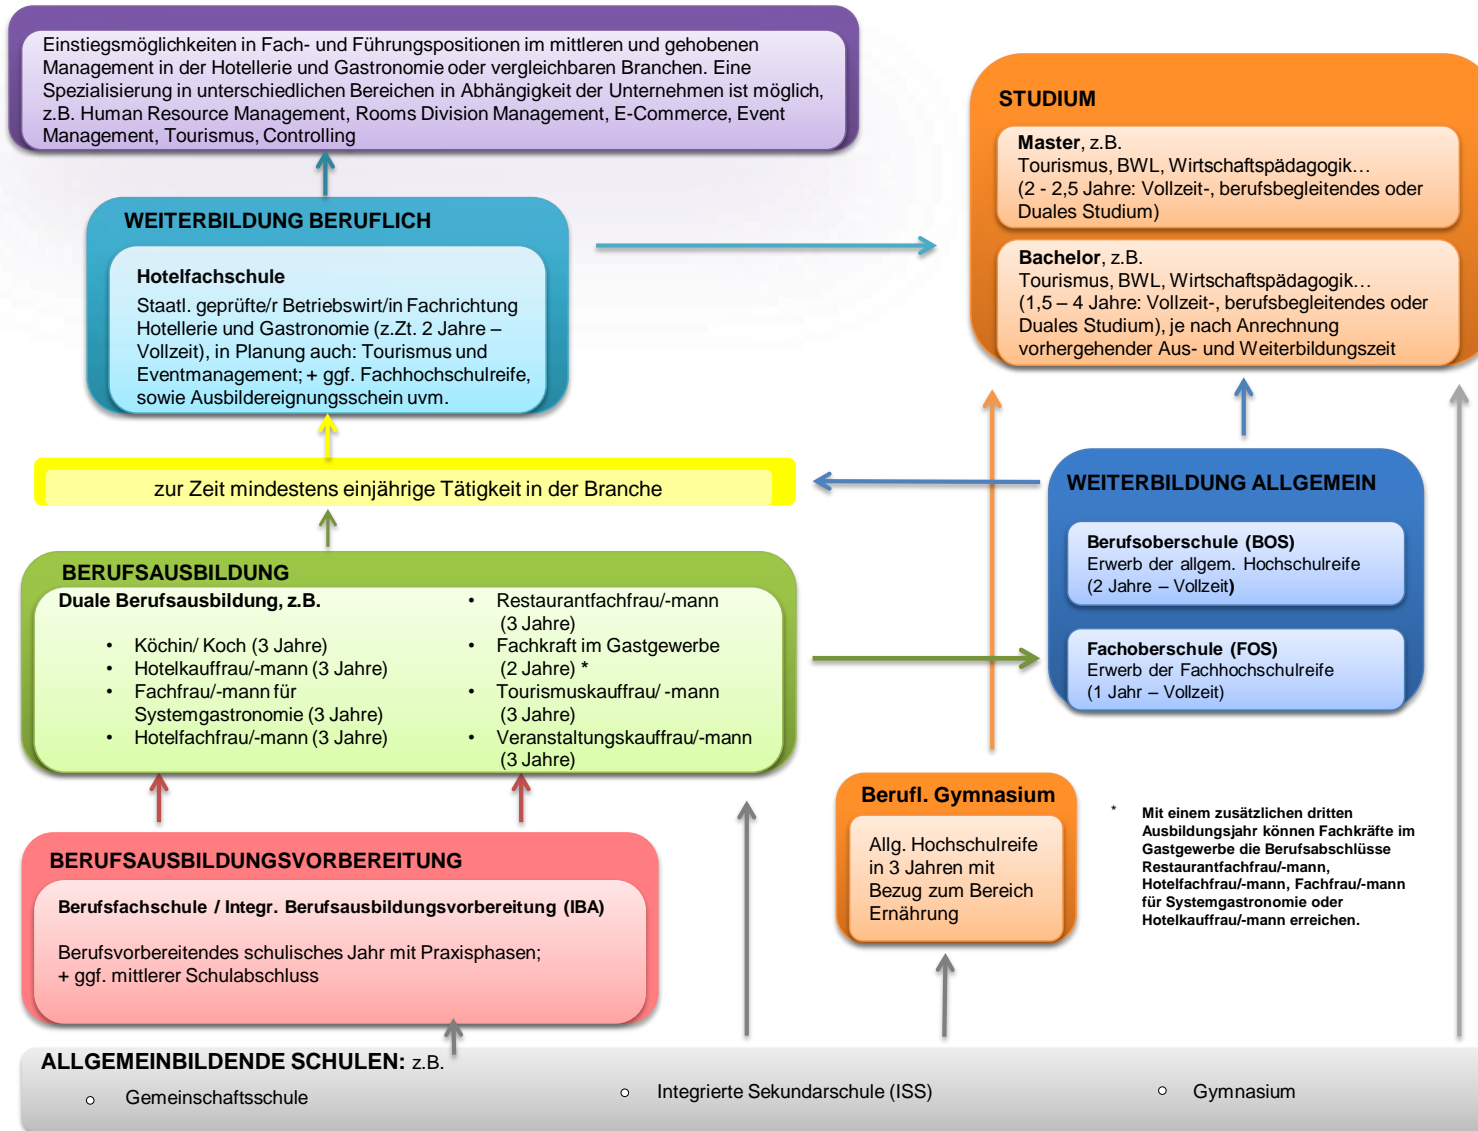 Einstiegsmöglichkeiten in Fach- und Führungspositionen im mittleren und gehobenen
Management in der Hotellerie und Gastronomie oder vergleichbaren Branchen. Eine
Spezialisierung in unterschiedlichen Bereichen in Abhängigkeit der Unternehmen ist möglich,
z.B. Human Resource Management, Rooms Division Management, E-Commerce, Event
Management, Tourismus, Controlling
STUDIUM
Master, z.B.
Tourismus, BWL, Wirtschaftspädagogik…
(2 - 2,5 Jahre: Vollzeit-, berufsbegleitendes oder
Duales Studium)
Bachelor, z.B.
Tourismus, BWL, Wirtschaftspädagogik…
(1,5 – 4 Jahre: Vollzeit-, berufsbegleitendes oder
Duales Studium), je nach Anrechnung
vorhergehender Aus- und Weiterbildungszeit
WEITERBILDUNG BERUFLICH
Hotelfachschule
Staatl. geprüfte/r Betriebswirt/in Fachrichtung
Hotellerie und Gastronomie (z.Zt. 2 Jahre –
Vollzeit), in Planung auch: Tourismus und
Eventmanagement; + ggf. Fachhochschulreife,
sowie Ausbildereignungsschein uvm.
zur Zeit mindestens einjährige Tätigkeit in der Branche
WEITERBILDUNG ALLGEMEIN
Berufsoberschule (BOS)
Erwerb der allgem. Hochschulreife
(2 Jahre – Vollzeit)
Fachoberschule (FOS)
Erwerb der Fachhochschulreife
(1 Jahr – Vollzeit)
BERUFSAUSBILDUNG
Duale Berufsausbildung, z.B.
• Köchin/ Koch (3 Jahre)
• Hotelkauffrau/-mann (3 Jahre)
• Fachfrau/-mann für
Systemgastronomie (3 Jahre)
• Hotelfachfrau/-mann (3 Jahre)
• Restaurantfachfrau/-mann
(3 Jahre)
• Fachkraft im Gastgewerbe
(2 Jahre) *
• Tourismuskauffrau/ -mann
(3 Jahre)
• Veranstaltungskauffrau/-mann
(3 Jahre)
Berufl. Gymnasium
Allg. Hochschulreife
in 3 Jahren mit
Bezug zum Bereich
Ernährung
* Mit einem zusätzlichen dritten
Ausbildungsjahr können Fachkräfte im
Gastgewerbe die Berufsabschlüsse
Restaurantfachfrau/-mann,
Hotelfachfrau/-mann, Fachfrau/-mann
für Systemgastronomie oder
Hotelkauffrau/-mann erreichen.
BERUFSAUSBILDUNGSVORBEREITUNG
Berufsfachschule / Integr. Berufsausbildungsvorbereitung (IBA)
Berufsvorbereitendes schulisches Jahr mit Praxisphasen;
+ ggf. mittlerer Schulabschluss
ALLGEMEINBILDENDE SCHULEN: z.B.
○ Gemeinschaftsschule
○ Integrierte Sekundarschule (ISS)
○ Gymnasium